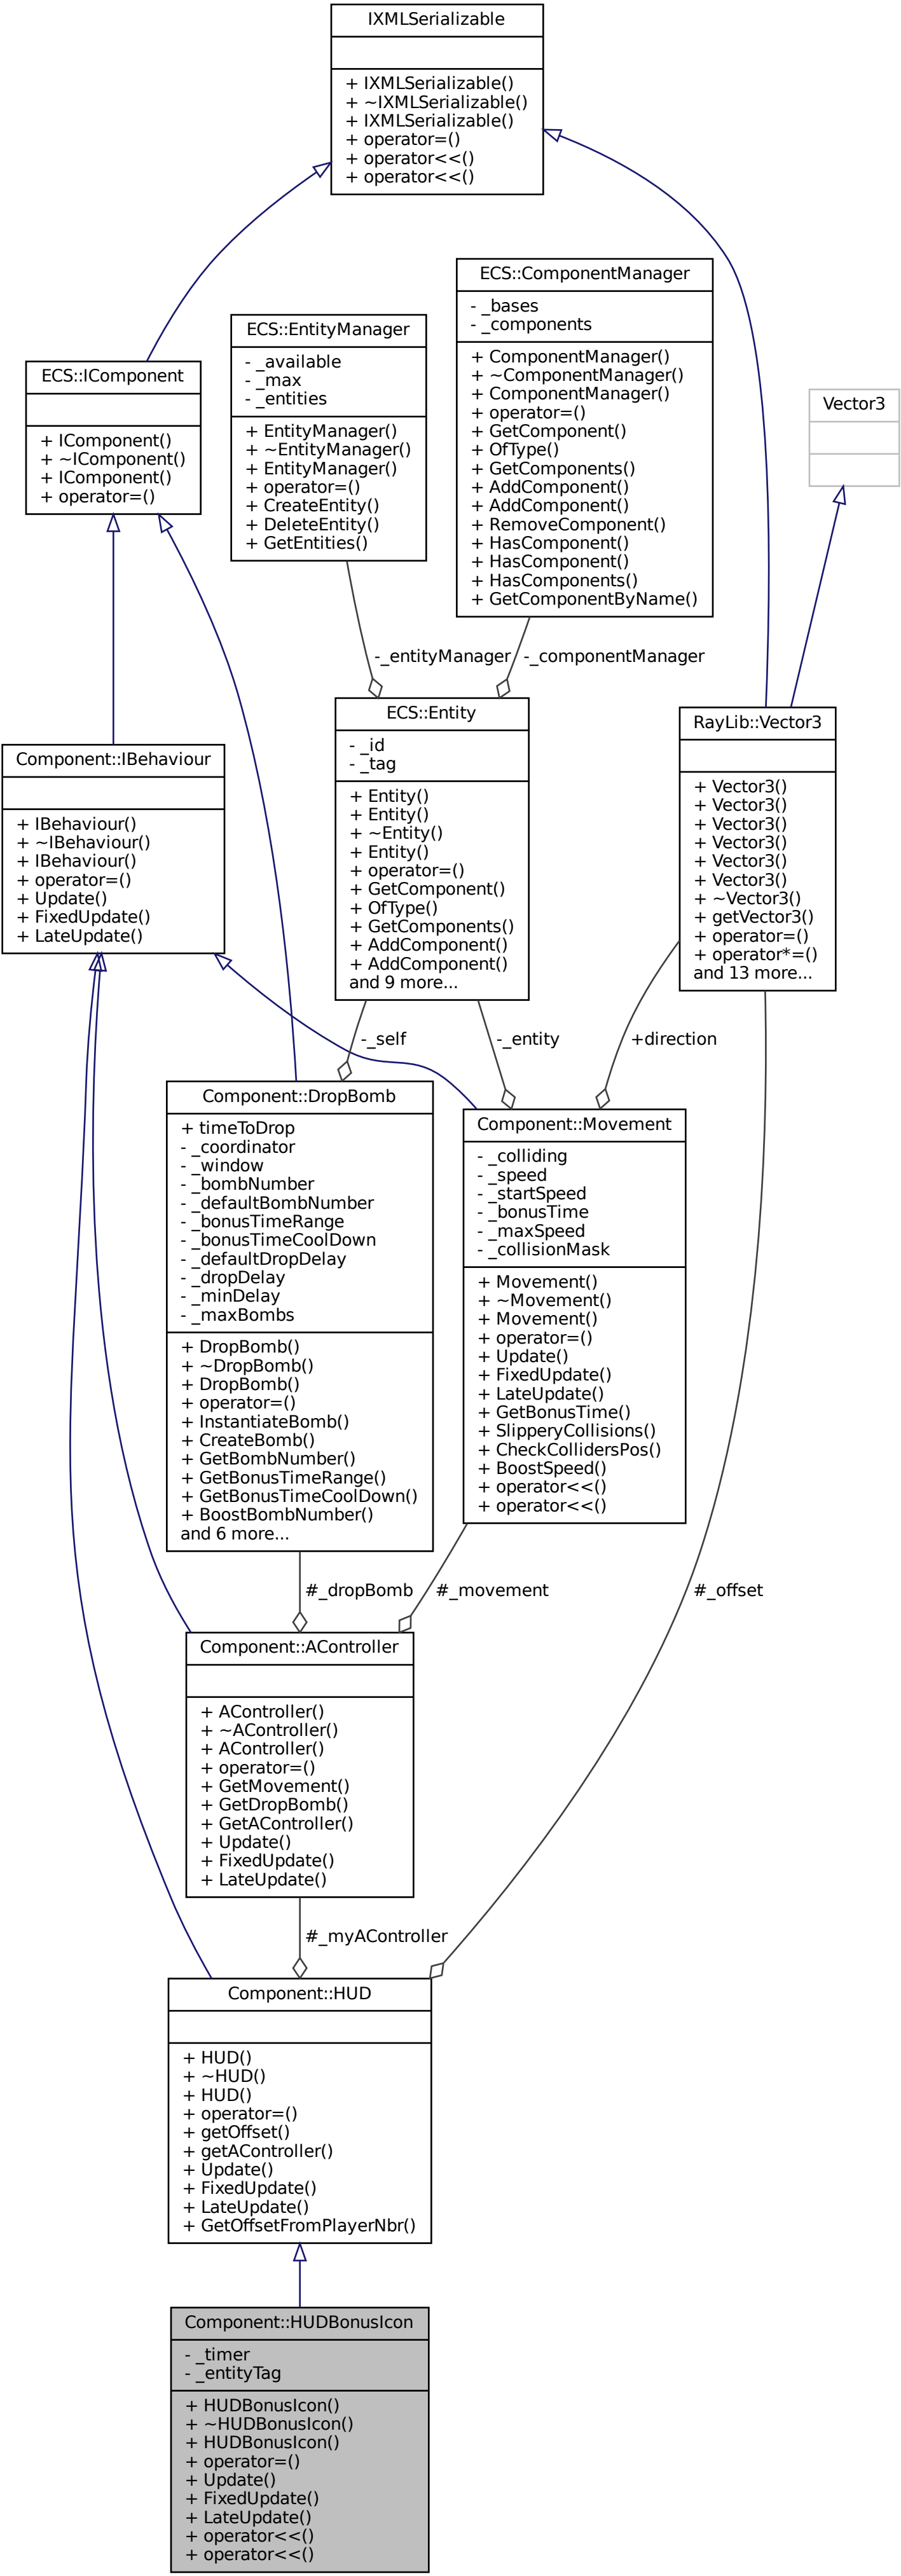 IXMLSerializable
+ IXMLSerializable()
+ ~IXMLSerializable()
+ IXMLSerializable()
+ operator=()
+ operator<<()
+ operator<<()
ECS::ComponentManager
- _bases
- _components
+ ComponentManager()
+ ~ComponentManager()
+ ComponentManager()
+ operator=()
+ GetComponent()
+ OfType()
+ GetComponents()
+ AddComponent()
+ AddComponent()
+ RemoveComponent()
+ HasComponent()
+ HasComponent()
+ HasComponents()
+ GetComponentByName()
ECS::EntityManager
- _available
- _max
- _entities
+ EntityManager()
+ ~EntityManager()
+ EntityManager()
+ operator=()
+ CreateEntity()
+ DeleteEntity()
+ GetEntities()
ECS::IComponent
+ IComponent()
+ ~IComponent()
+ IComponent()
+ operator=()
Vector3
-_entityManager
-_componentManager
ECS::Entity
- _id
- _tag
+ Entity()
+ Entity()
+ ~Entity()
+ Entity()
+ operator=()
+ GetComponent()
+ OfType()
+ GetComponents()
+ AddComponent()
+ AddComponent()
and 9 more...
RayLib::Vector3
+ Vector3()
+ Vector3()
+ Vector3()
+ Vector3()
+ Vector3()
+ Vector3()
+ ~Vector3()
+ getVector3()
+ operator=()
+ operator*=()
and 13 more...
Component::IBehaviour
+ IBehaviour()
+ ~IBehaviour()
+ IBehaviour()
+ operator=()
+ Update()
+ FixedUpdate()
+ LateUpdate()
-_self
-_entity
+direction
Component::DropBomb
+ timeToDrop
- _coordinator
- _window
- _bombNumber
- _defaultBombNumber
- _bonusTimeRange
- _bonusTimeCoolDown
- _defaultDropDelay
- _dropDelay
- _minDelay
- _maxBombs
+ DropBomb()
+ ~DropBomb()
+ DropBomb()
+ operator=()
+ InstantiateBomb()
+ CreateBomb()
+ GetBombNumber()
+ GetBonusTimeRange()
+ GetBonusTimeCoolDown()
+ BoostBombNumber()
and 6 more...
Component::Movement
- _colliding
- _speed
- _startSpeed
- _bonusTime
- _maxSpeed
- _collisionMask
+ Movement()
+ ~Movement()
+ Movement()
+ operator=()
+ Update()
+ FixedUpdate()
+ LateUpdate()
+ GetBonusTime()
+ SlipperyCollisions()
+ CheckCollidersPos()
+ BoostSpeed()
+ operator<<()
+ operator<<()
#_dropBomb
#_movement
#_offset
Component::AController
+ AController()
+ ~AController()
+ AController()
+ operator=()
+ GetMovement()
+ GetDropBomb()
+ GetAController()
+ Update()
+ FixedUpdate()
+ LateUpdate()
#_myAController
Component::HUD
+ HUD()
+ ~HUD()
+ HUD()
+ operator=()
+ getOffset()
+ getAController()
+ Update()
+ FixedUpdate()
+ LateUpdate()
+ GetOffsetFromPlayerNbr()
Component::HUDBonusIcon
- _timer
- _entityTag
+ HUDBonusIcon()
+ ~HUDBonusIcon()
+ HUDBonusIcon()
+ operator=()
+ Update()
+ FixedUpdate()
+ LateUpdate()
+ operator<<()
+ operator<<()